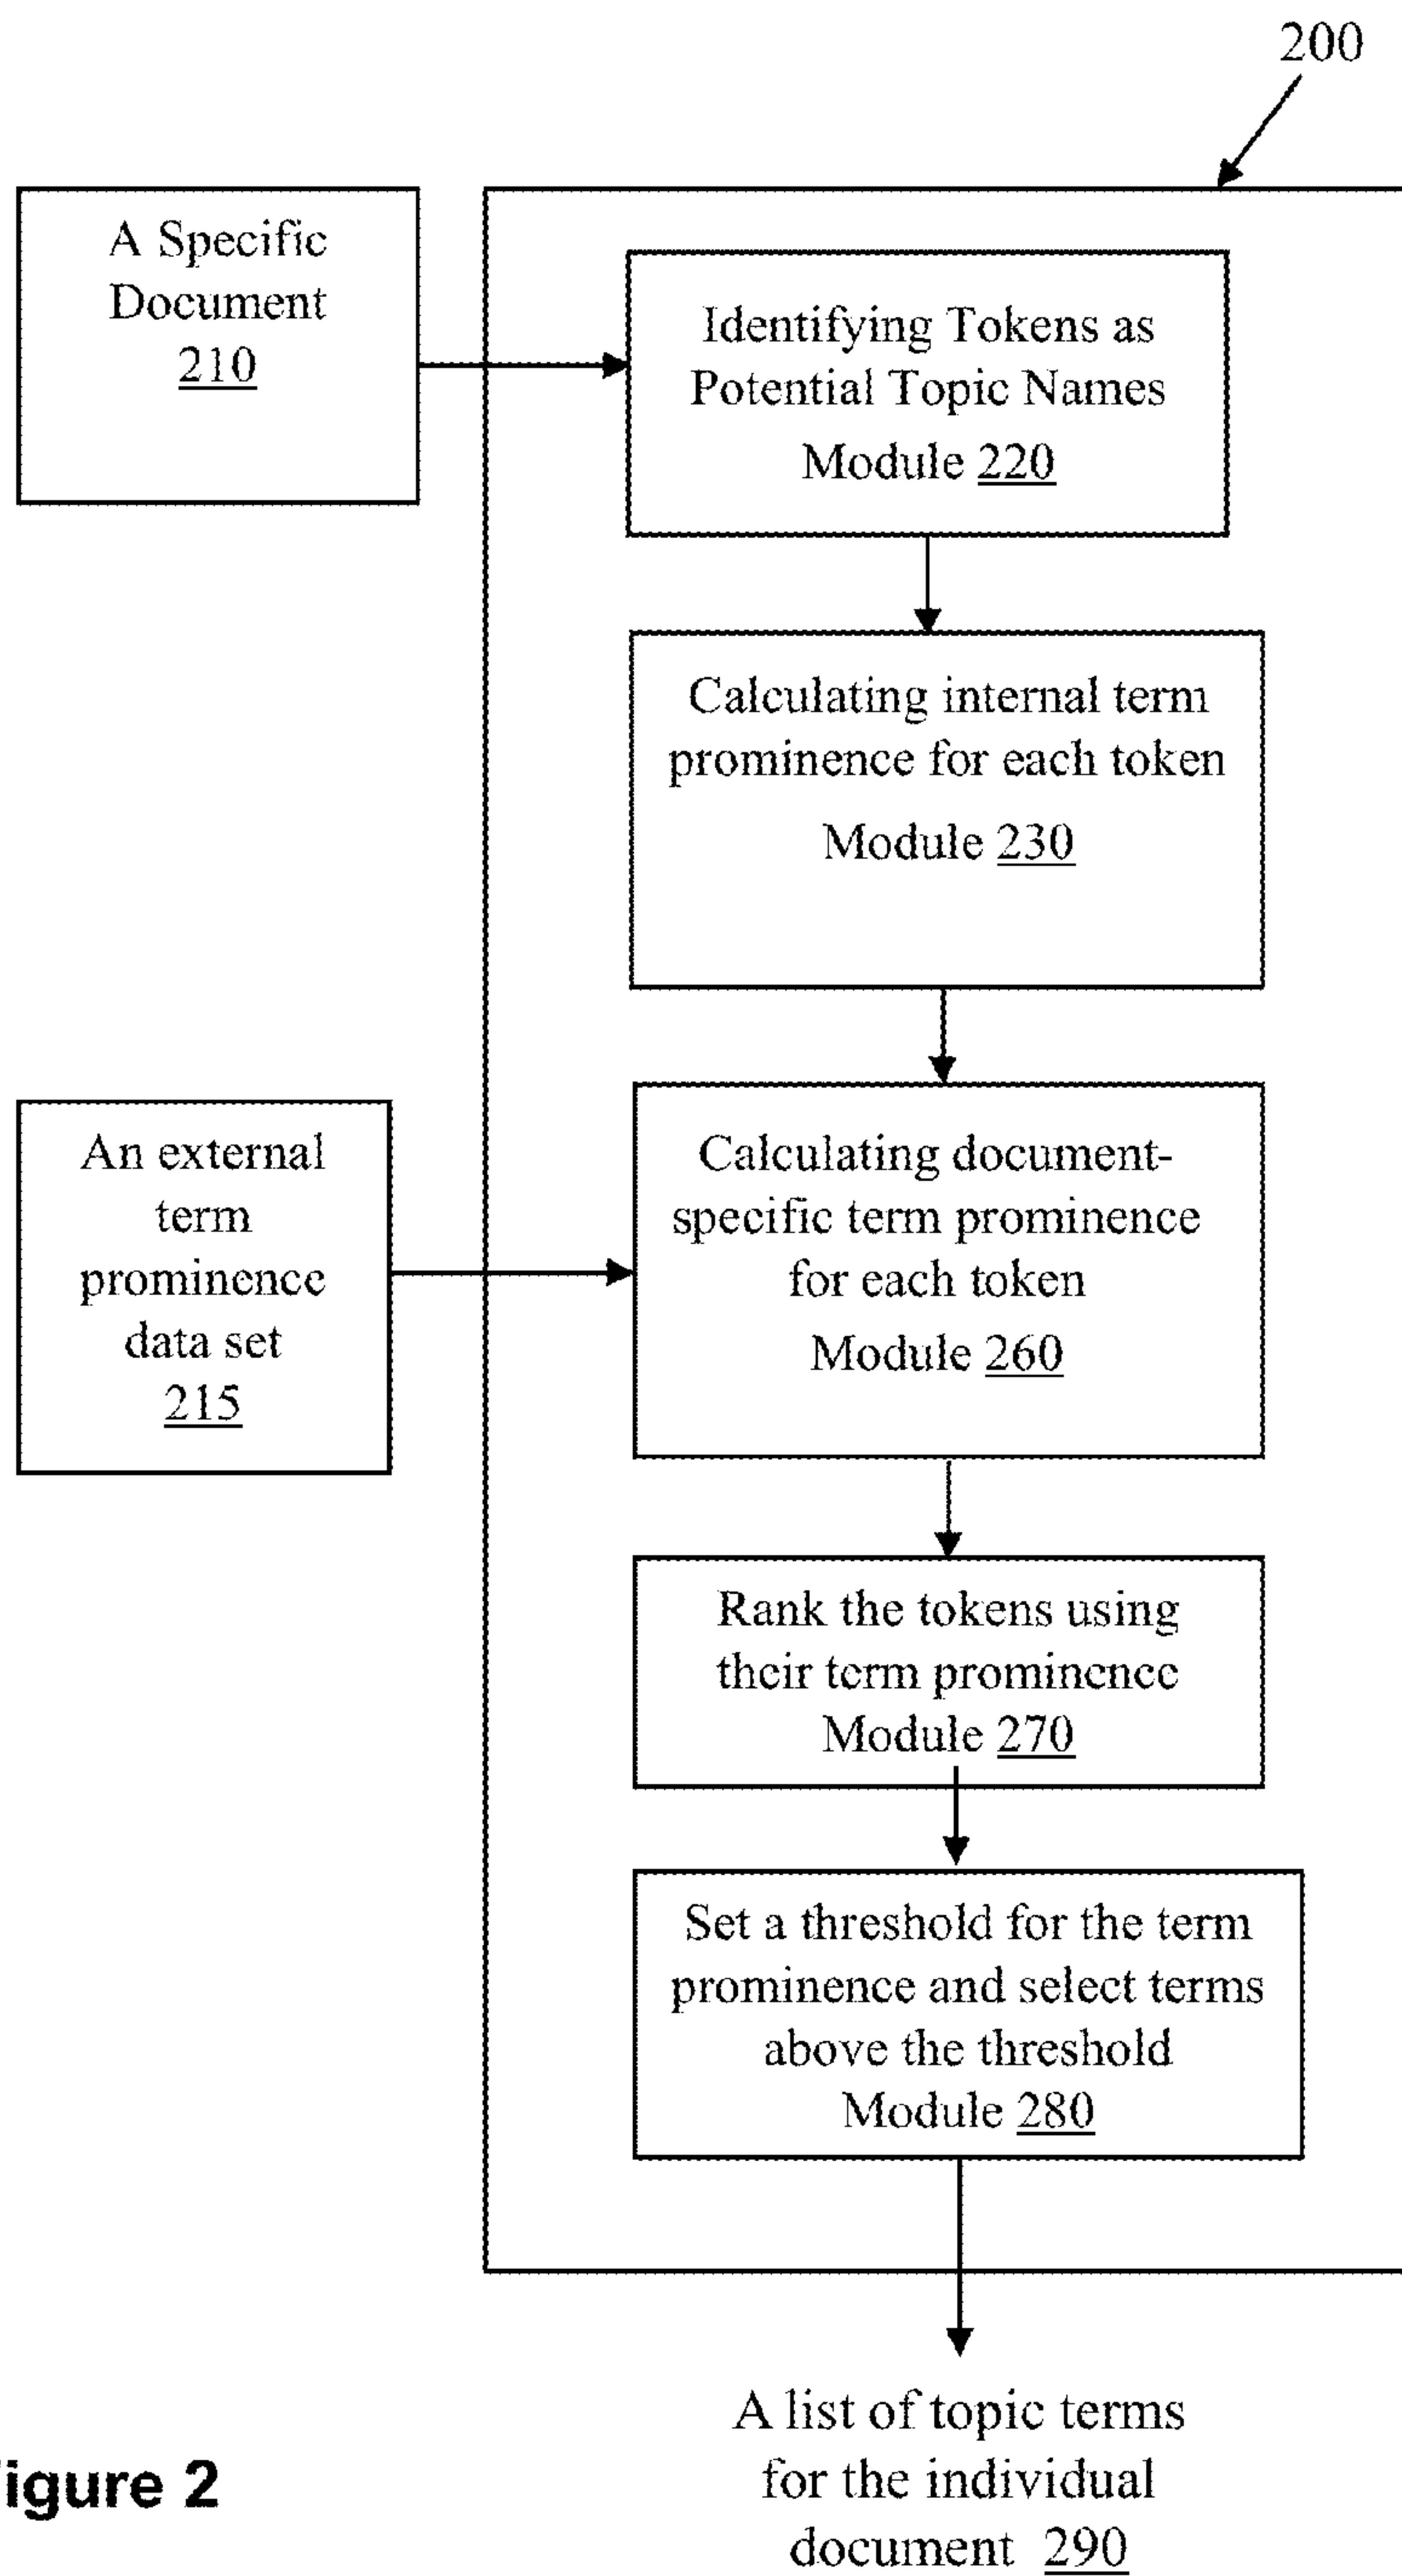 200
A Specific
Document
210
Identifying Tokens as
Potential Topic Names
Module 220
Calculating internal term
prominence for each token
Module 230
An external
term
prominence
data set
215
Calculating document-
specific term prominence
for each token
Module 260
Rank the tokens using
their term prominence
Module 270
Set a threshold for the term
prominence and select terms
above the threshold
Module 280
A list of topic terms
for the individual
document 290
igure 2